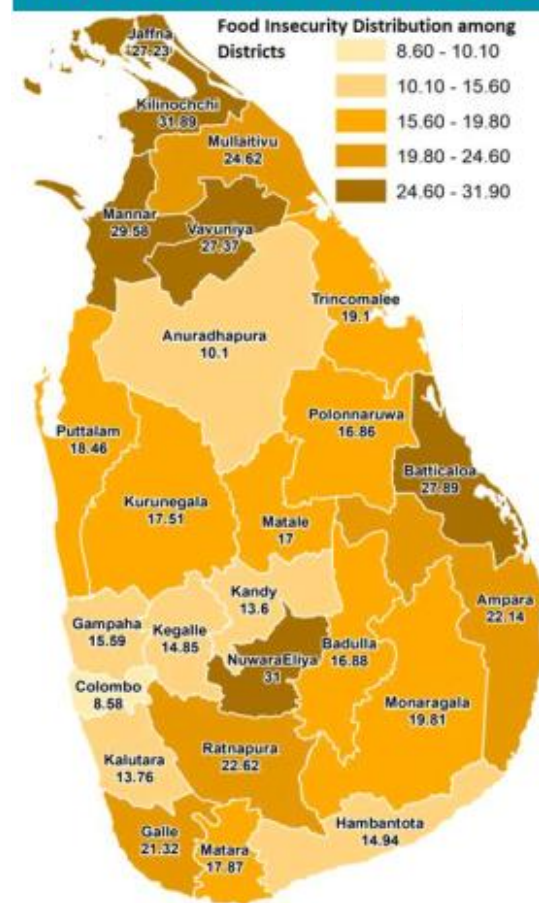 Food Insecurity Distribution among
Districts
8.60 - 10.10
10.10 - 15.60
15.60 - 19.80
19.80 - 24.60
24.60 - 31.90
Jaffna
27.23
Kilinochchi
31.89
Mullaitivu
24.62
Mannar
29.58
Vavuniya
27.37
Trincomalee
19.1
Anuradhapura
10.1
Polonnaruwa
16.86
Puttalam
18.46
Batticaloa
27.89
Kurunegala
17.51
Matale
17
Kandy
13.6
Ampara
22.14
Gampaha
15.59
Kegalle
14.85
NuwaraEliya
31
Badulla
16.88
Colombo
8.58
Monaragala
19.81
Kalutara
13.76
Ratnapura
22.62
Hambantota
14.94
Galle
21.32
Matara
17.87